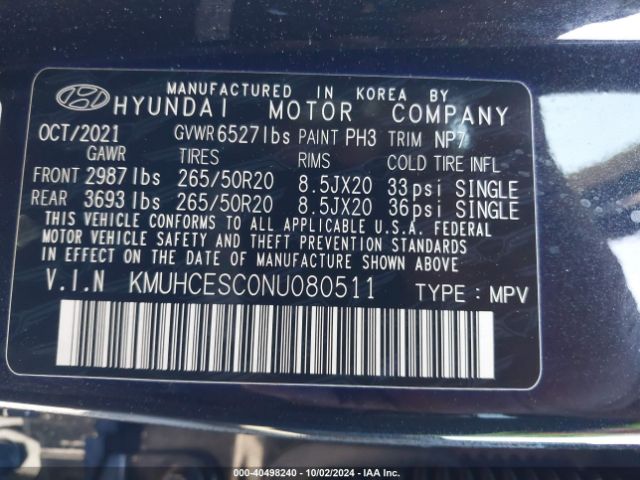 MANUFACTURED IN KOREA BY
HYUNDAI MOTOR COMPANY
OCT/2021 GVWR 6527lbs PAINT PH3 TRIM NP7
GAWR TIRES RIMS COLD TIRE INFL
FRONT 2987lbs 265/50R20 8.5JX20 33psi SINGLE
REAR 3693lbs 265/50R20 8.5JX20 36psi SINGLE
THIS VEHICLE CONFORMS TO ALL APPLICABLE U.S.A. FEDERAL
MOTOR VEHICLE SAFETY AND THEFT PREVENTION STANDARDS
IN EFFECT ON THE DATE OF MANUFACTURE SHOWN ABOVE.
V.I.N KMUHCESC0NU080511 TYPE : MPV
000-40498240 - 10/02/2024 - IAA Inc.